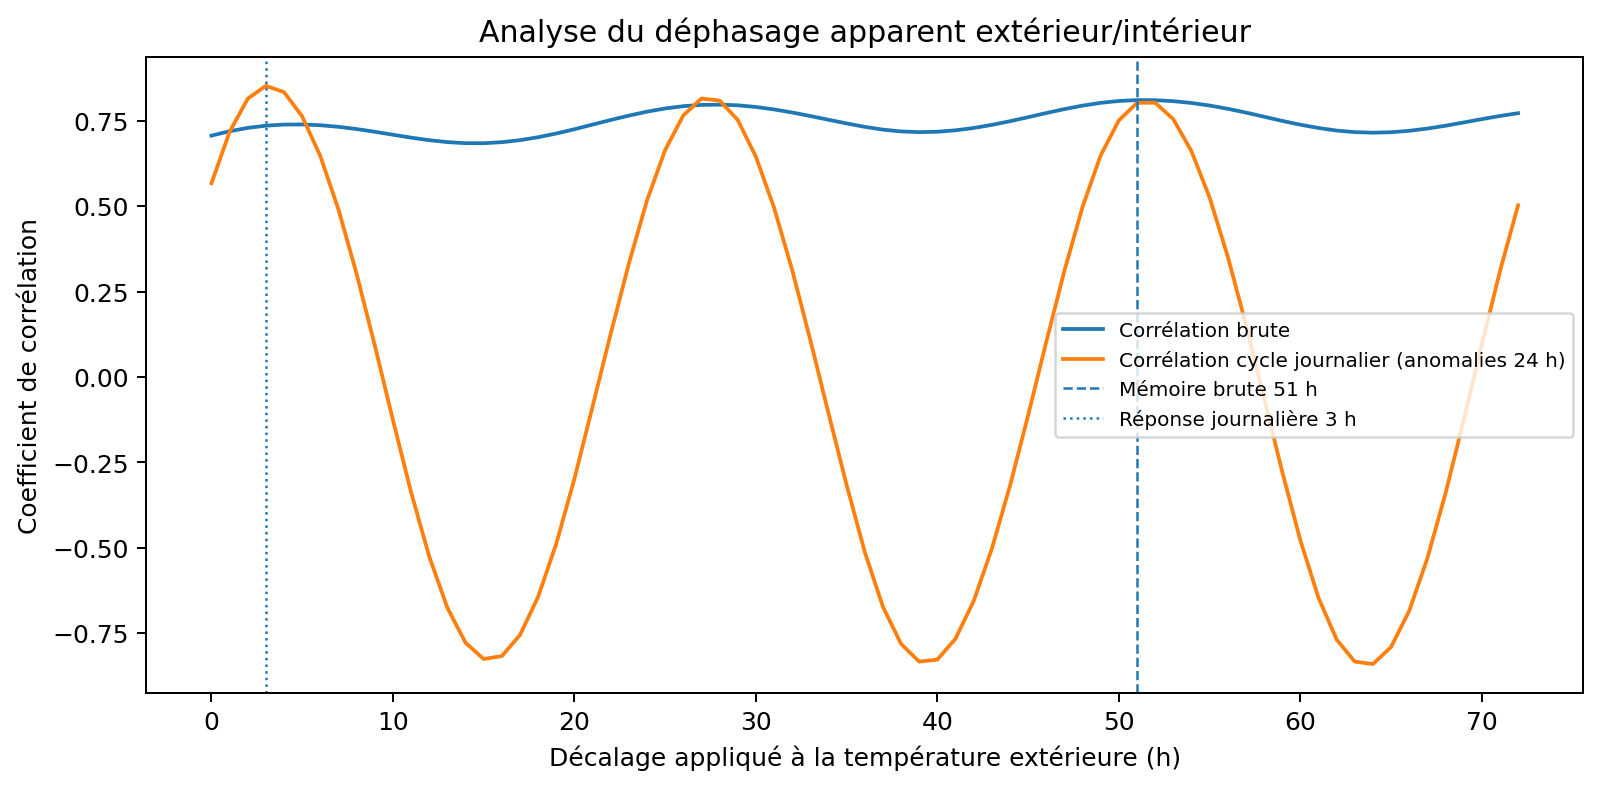 Analyse du déphasage apparent extérieur/intérieur
Coefficient de corrélation
0.75
0.50
0.25
0.00
−0.25
−0.50
−0.75
Corrélation brute
Corrélation cycle journalier (anomalies 24 h)
Mémoire brute 51 h
Réponse journalière 3 h
0 10 20 30 40 50 60 70
Décalage appliqué à la température extérieure (h)